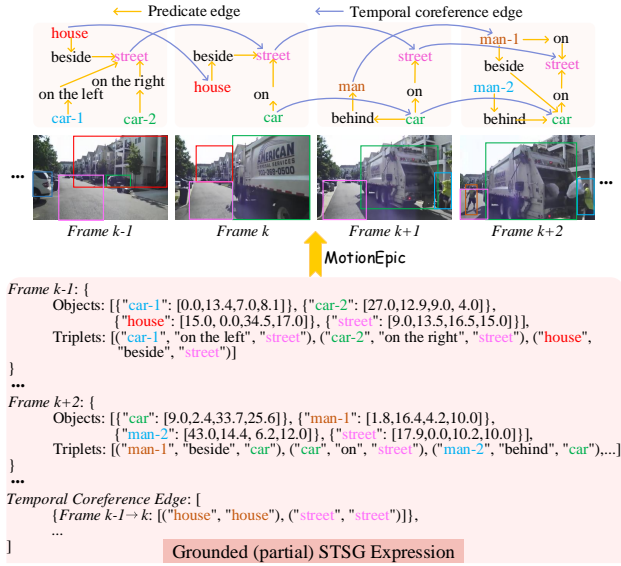 Predicate edge Temporal coreference edge
house
beside street
on the right
on the left
car-1 car-2
beside street
house
on
car
street
man on
behind car
man-1 on
beside street
man-2 on
behind car
... AMERICAN
DISPOSAL SERVICES
703-368-0500
...
Frame k-1 Frame k Frame k+1 Frame k+2
MotionEpic
Frame k-1: {
Objects: [{"car-1": [0.0,13.4,7.0,8.1]}, {"car-2": [27.0,12.9,9.0, 4.0]},
{"house": [15.0, 0.0,34.5,17.0]}, {"street": [9.0,13.5,16.5,15.0]}],
Triplets: [("car-1", "on the left", "street"), ("car-2", "on the right", "street"), ("house",
"beside", "street")]
}
...
Frame k+2: {
Objects: [{"car": [9.0,2.4,33.7,25.6]}, {"man-1": [1.8,16.4,4.2,10.0]},
{"man-2": [43.0,14.4, 6.2,12.0]}, {"street": [17.9,0.0,10.2,10.0]}],
Triplets: [("man-1", "beside", "car"), ("car", "on", "street"), ("man-2", "behind", "car"),...]
}
...
Temporal Coreference Edge: [
{Frame k-1→k: [("house", "house"), ("street", "street")]},
...
]
Grounded (partial) STSG Expression